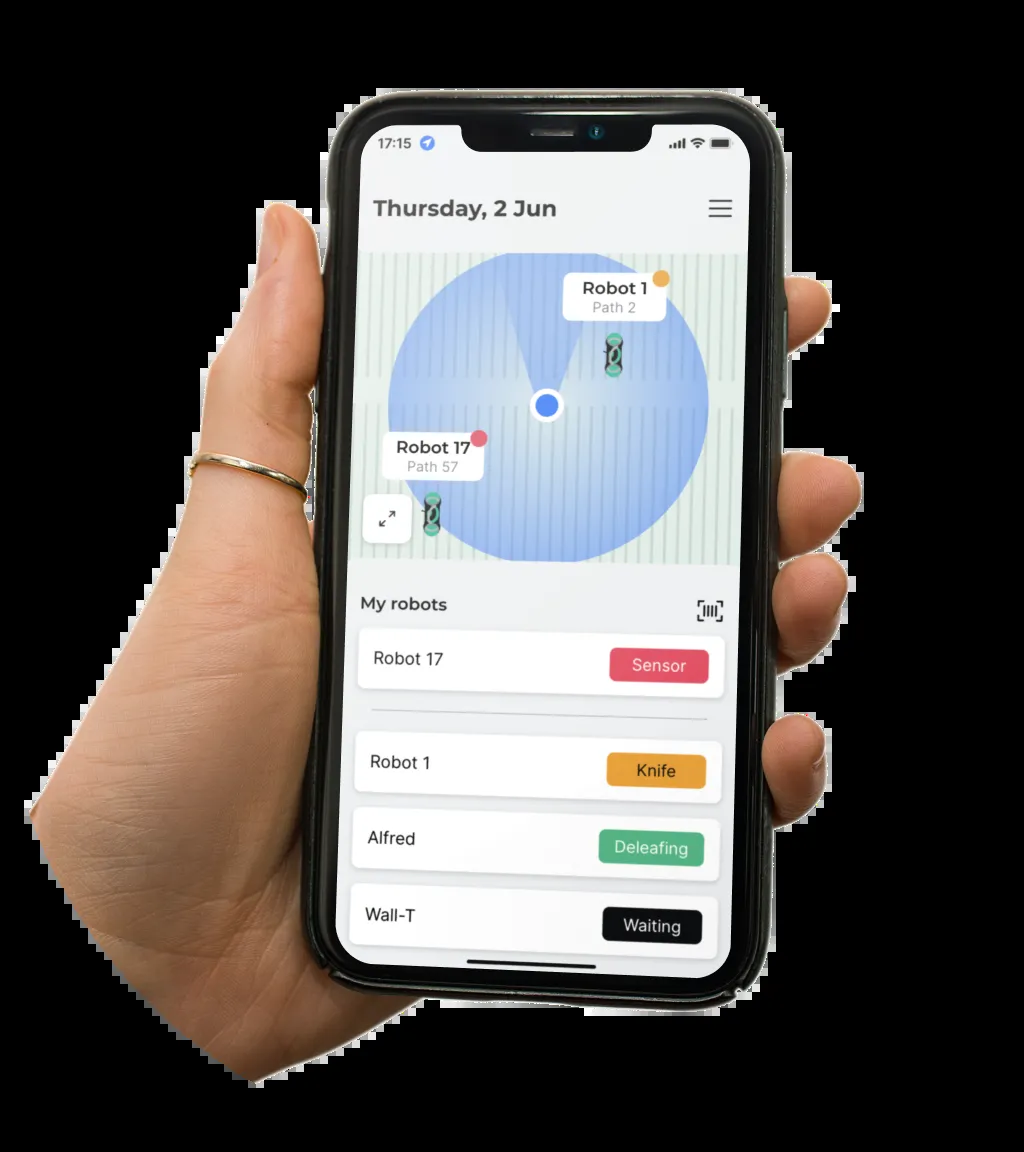 17:15
Thursday, 2 Jun
Robot 1
Path 2
Robot 17
Path 57
My robots
Robot 17
Sensor
Robot 1
Knife
Alfred
Deleafing
Wall-T
Waiting